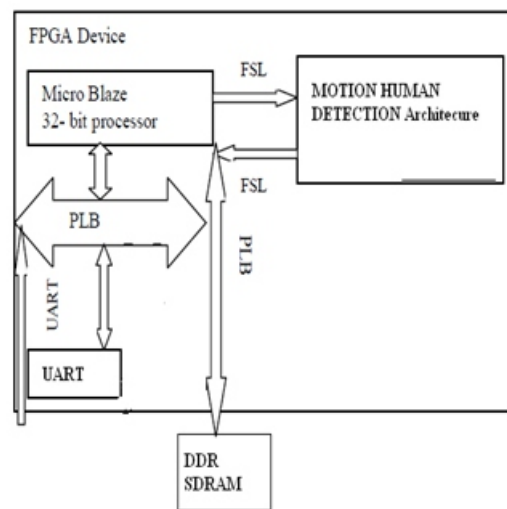 FPGA Device
Micro Blaze
32- bit processor
FSL
MOTION HUMAN
DETECTION Architecure
FSL
PLB
PLB
UART
UART
DDR
SDRAM